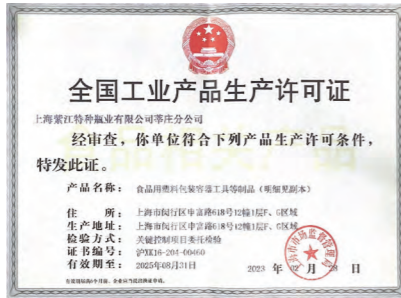 全国工业产品生产许可证
上海紫江特种瓶业有限公司莘庄分公司
经审查，你单位符合下列产品生产许可条件，
特发此证。
产品名称： 食品用塑料包装容器工具等制品（明细见副本）
住 所： 上海市闵行区申富路618号12幢1层F、G区域
生产地址： 上海市闵行区申富路618号12幢1层F、G区域
检验方式： 关键控制项目委托检验
证书编号： 沪XK16-204-00460
有效期至： 2025年08月31日
2023 年 月 日